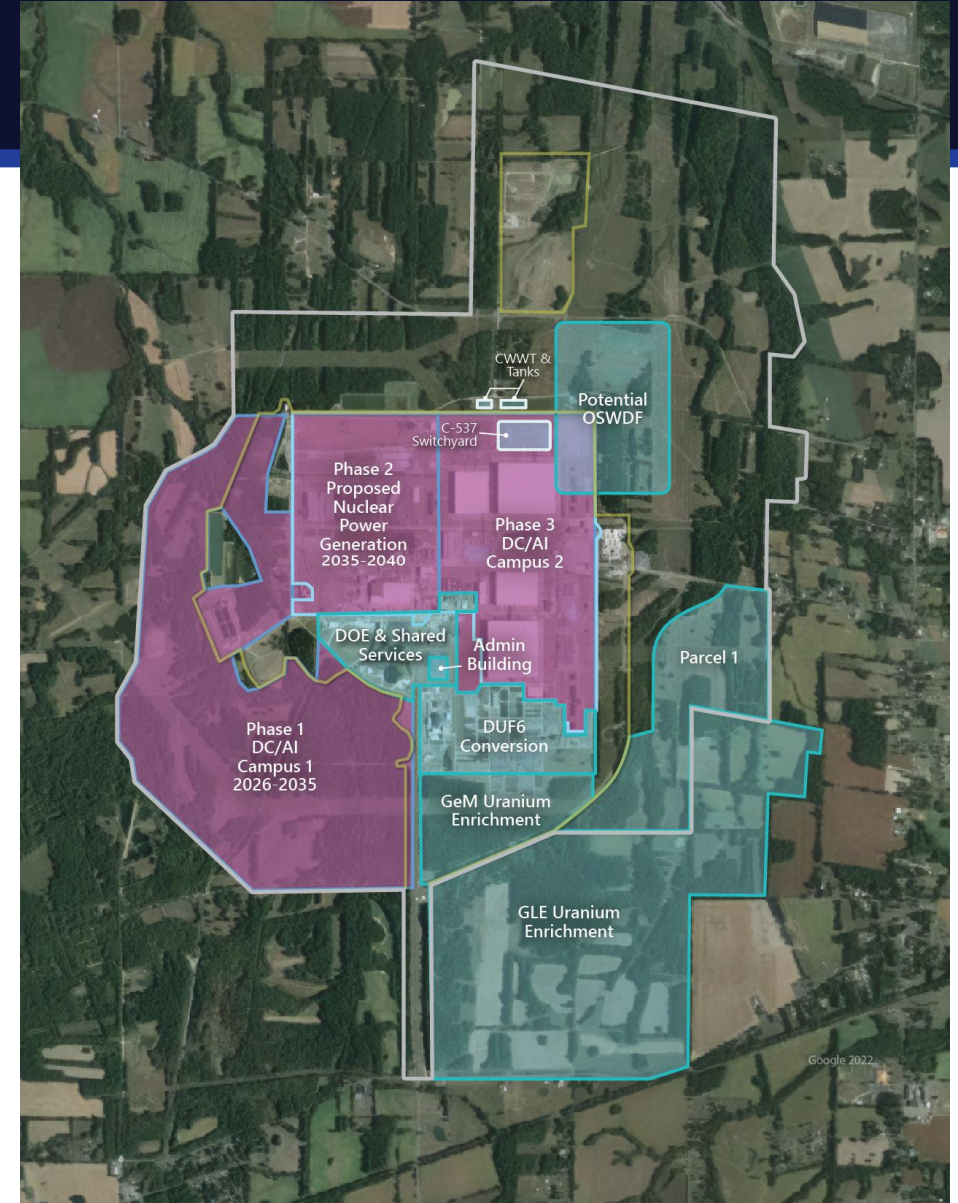 CWWT &
Tanks
Potential
OSWDF
C-537
Switchyard
Phase 2
Proposed
Nuclear
Power
Generation
2035-2040
Phase 3
DC/AI
Campus 2
DOE & Shared
Services
Admin
Building
Parcel 1
Phase 1
DC/AI
Campus 1
2026-2035
DUF6
Conversion
GeM Uranium
Enrichment
GLE Uranium
Enrichment
Google 2022